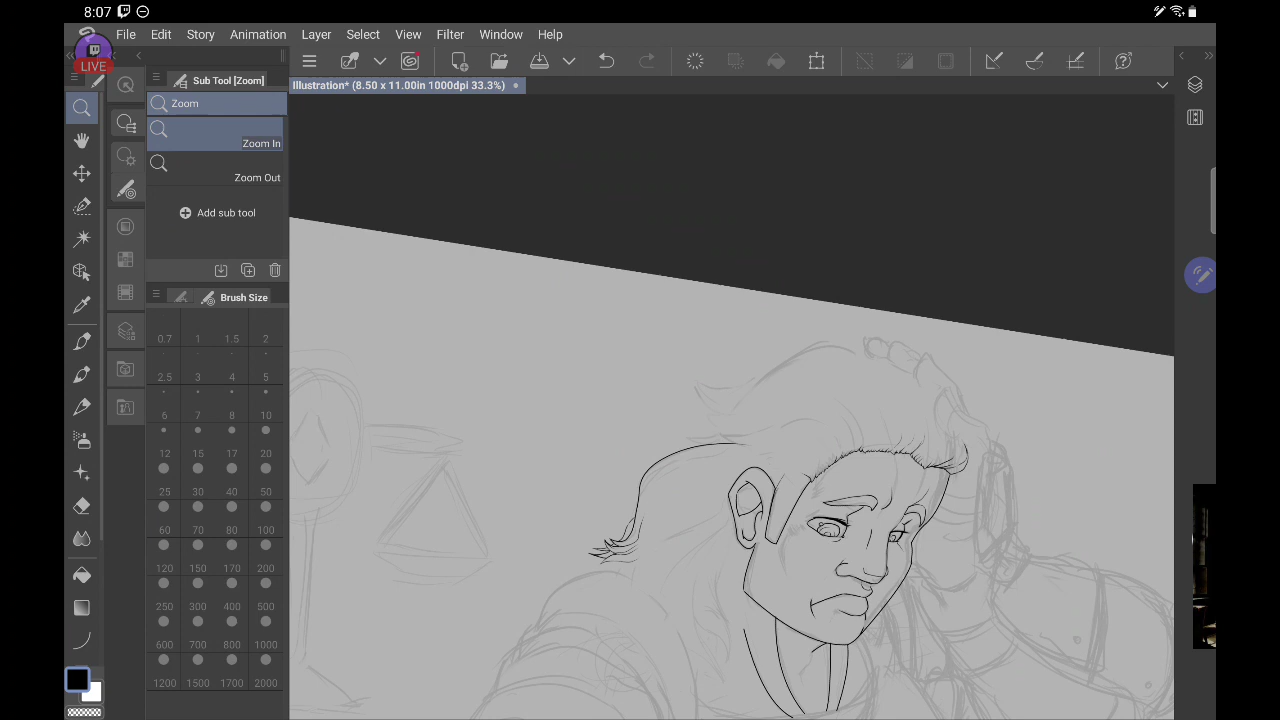 8:07
LIVE
File Edit Story Animation Layer Select View Filter Window Help
Sub Tool [Zoom]
Illustration* (8.50 x 11.00in 1000dpi 33.3%)
Zoom
Zoom In
Zoom Out
Add sub tool
Brush Size
0.7 1 1.5 2
2.5 3 4 5
6 7 8 10
12 15 17 20
25 30 40 50
60 70 80 100
120 150 170 200
250 300 400 500
600 700 800 1000
1200 1500 1700 2000